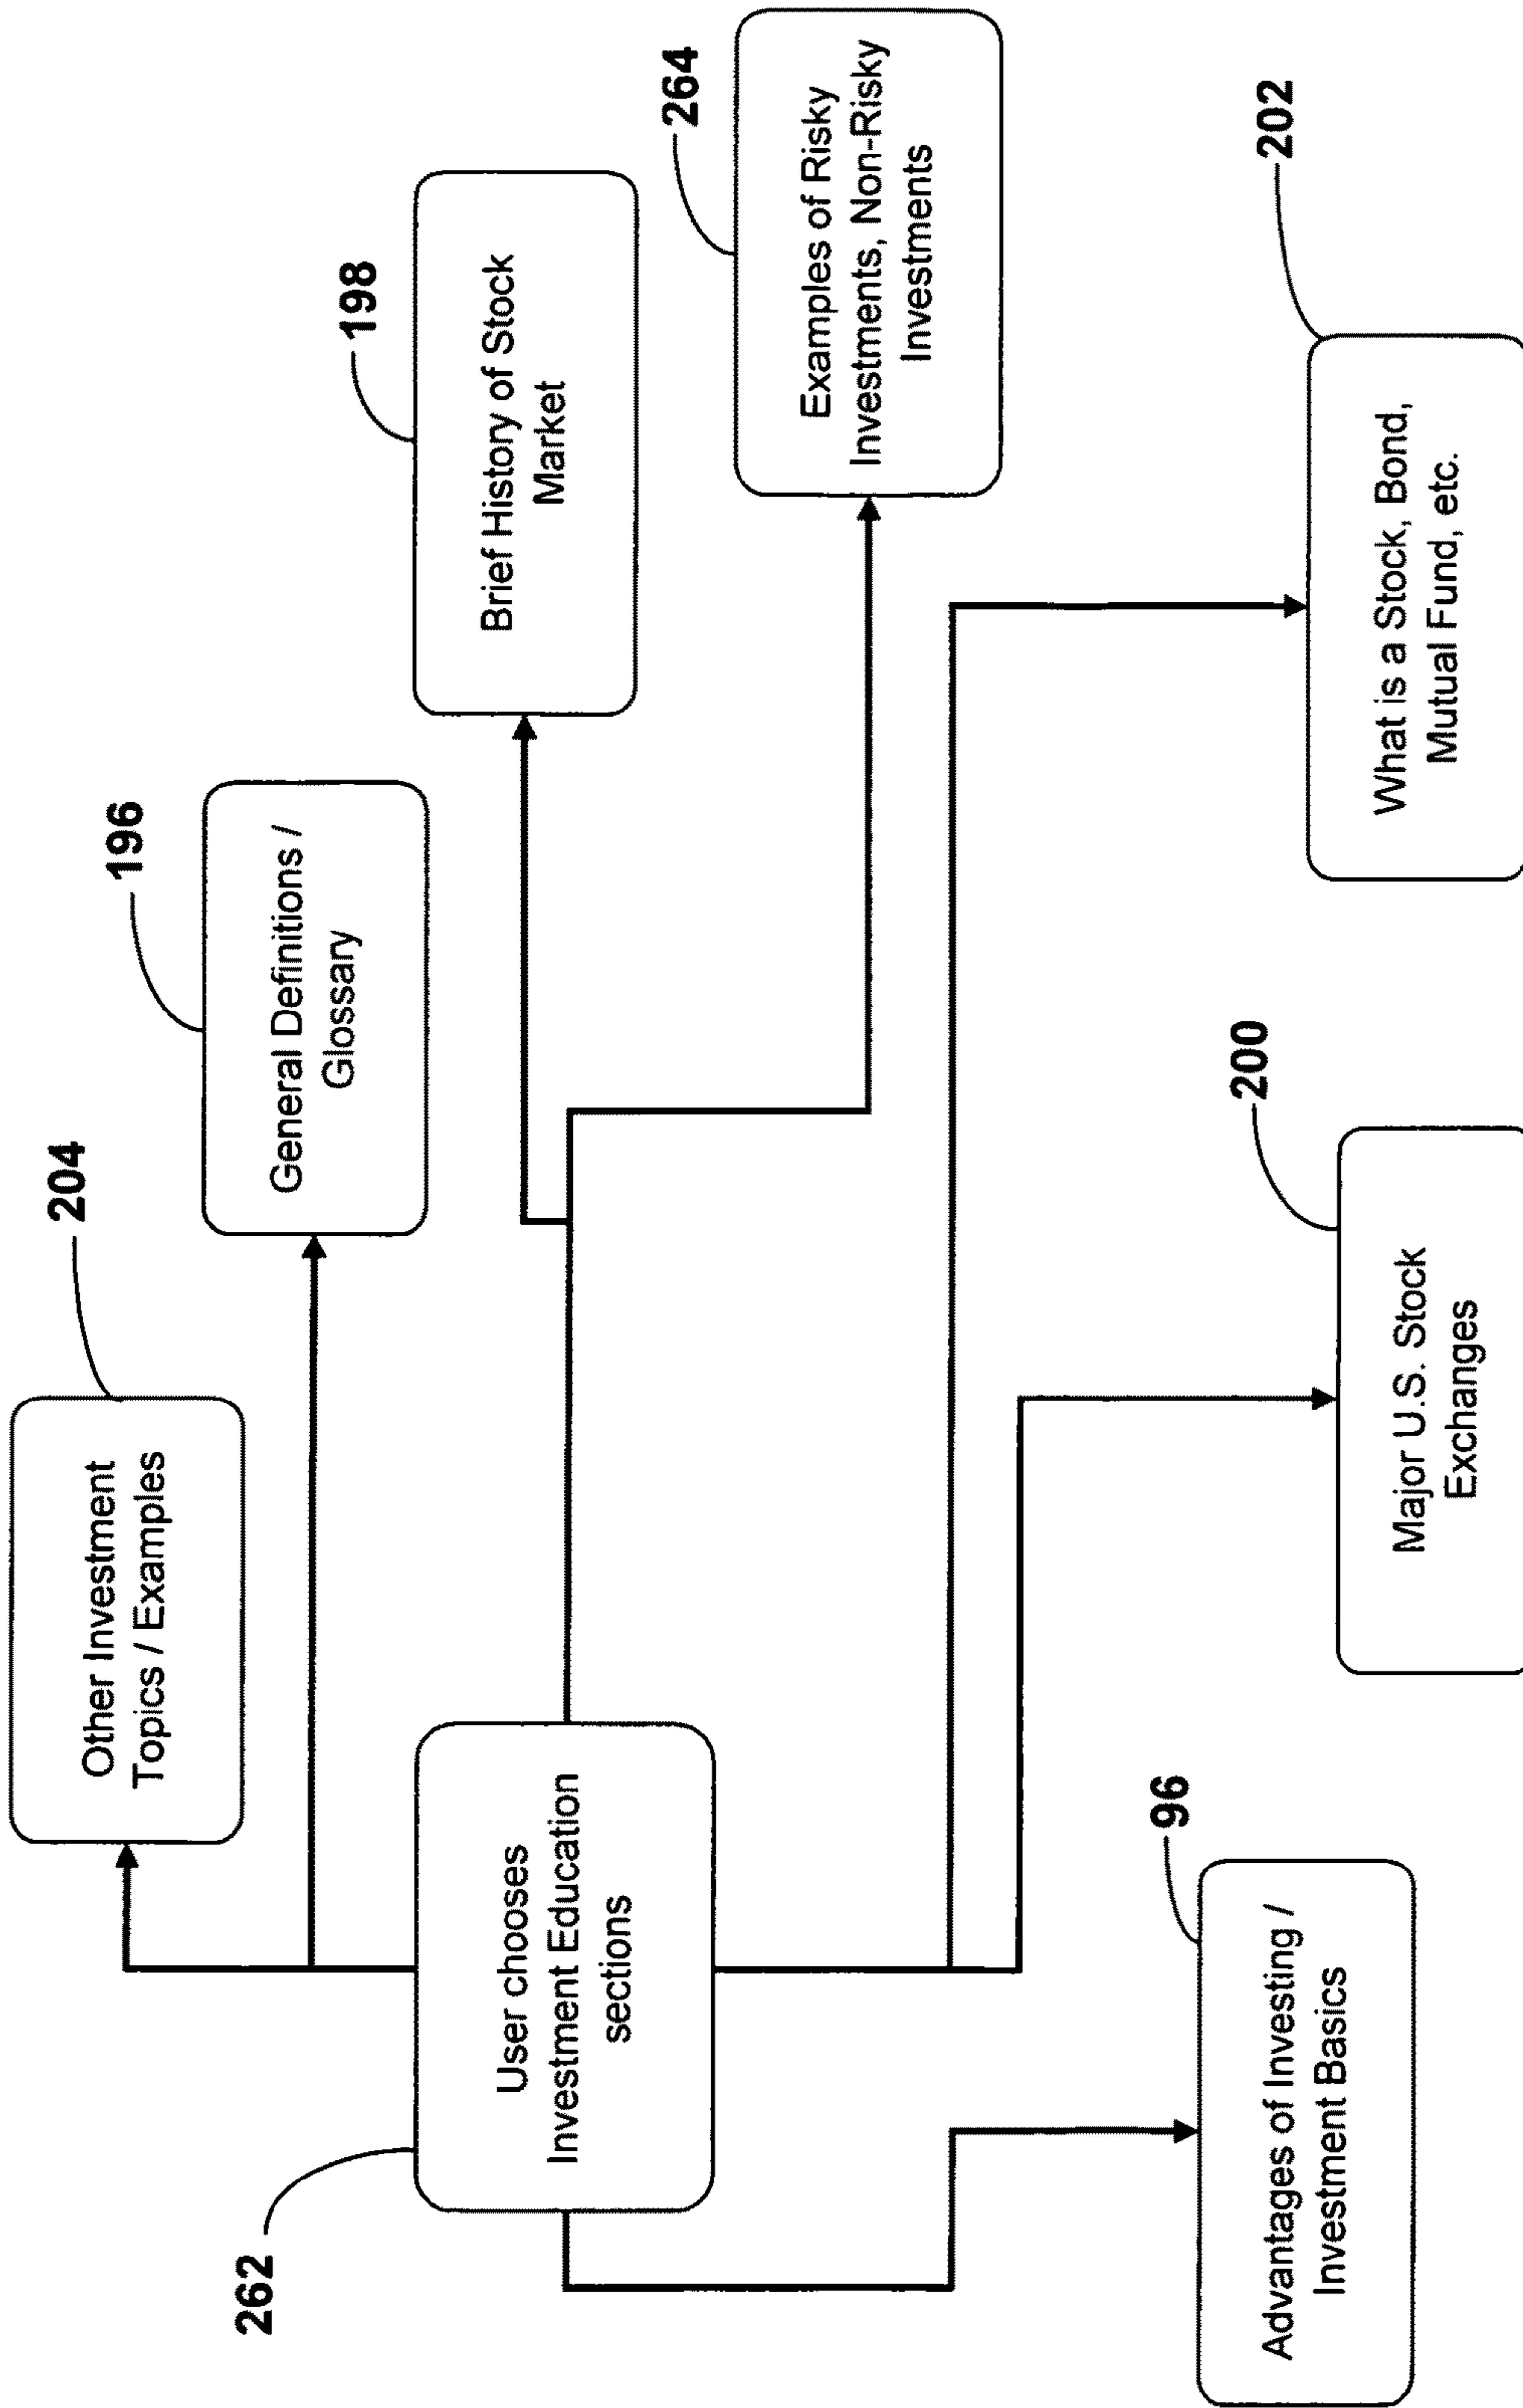 204
Other Investment
Topics / Examples
196
General Definitions /
Glossary
198
Brief History of Stock
Market
262
User chooses
Investment Education
sections
264
Examples of Risky
Investments, Non-Risky
Investments
96
Advantages of Investing /
Investment Basics
200
Major U.S. Stock
Exchanges
202
What is a Stock, Bond,
Mutual Fund, etc.